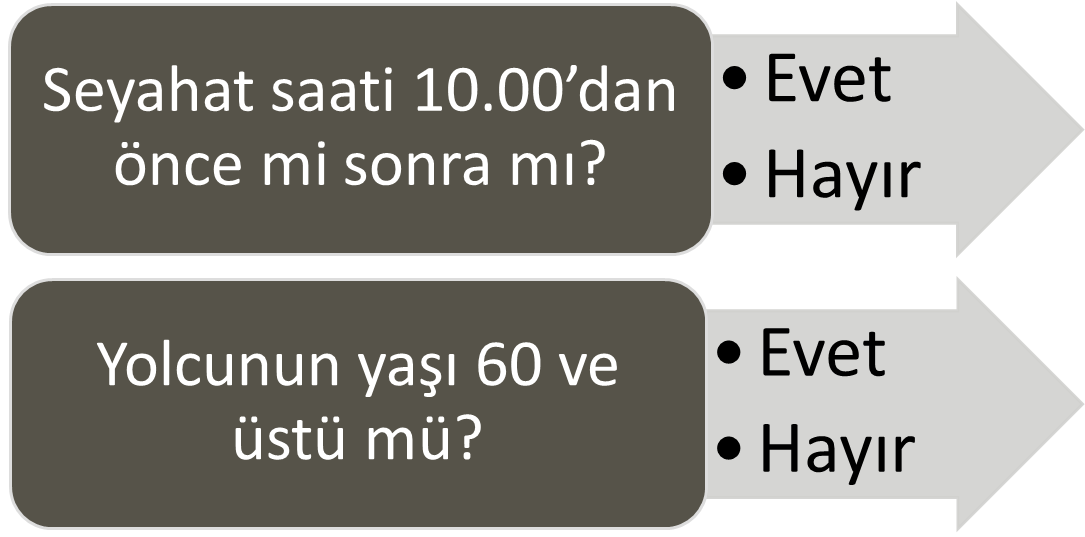 Seyahat saati 10.00’dan
önce mi sonra mı?
• Evet
• Hayır
Yolcunun yaşı 60 ve
üstü mü?
• Evet
• Hayır